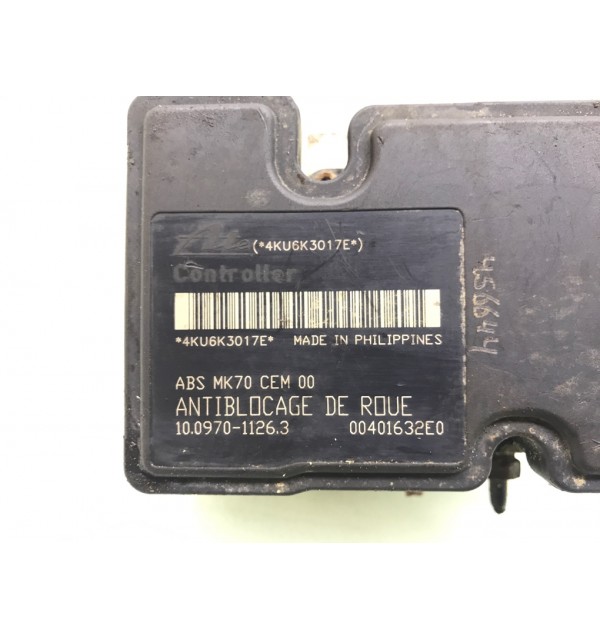 Ate (*4KU6K3017E*)
Controller
*4KU6K3017E* MADE IN PHILIPPINES
ABS MK70 CEM 00
ANTIBLOCAGE DE ROUE
10.0970-1126.3 00401632E0
456644